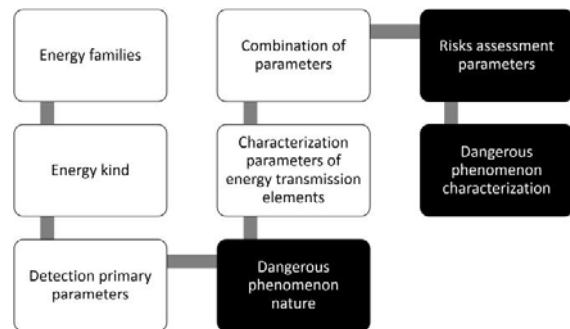 Energy families
Energy kind
Detection primary
parameters
Dangerous
phenomenon
nature
Characterization
parameters of
energy transmission
elements
Combination of
parameters
Risks assessment
parameters
Dangerous
phenomenon
characterization